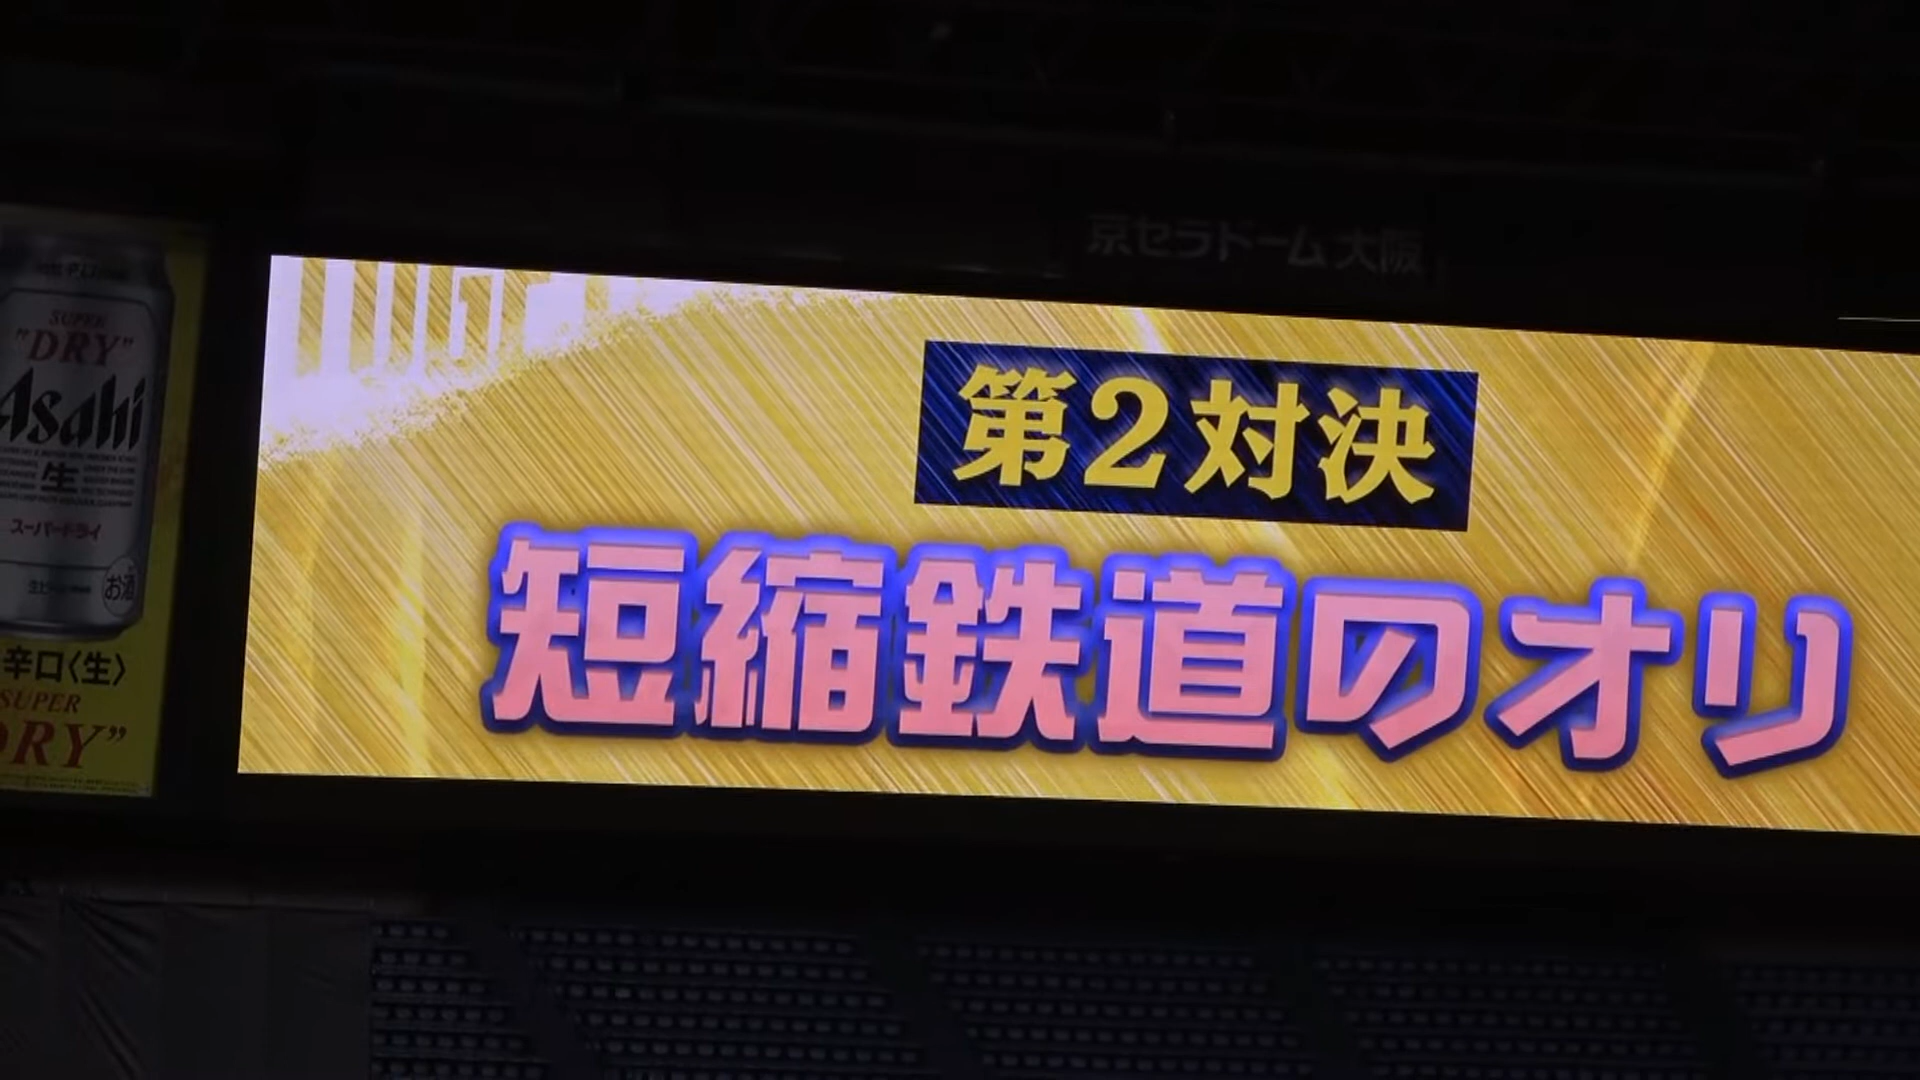 京セラドーム大阪
第2対決
短縮鉄道のオリ
SUPER
"DRY"
Asahi
生
スーパードライ
お酒
辛口〈生〉
SUPER
DRY”